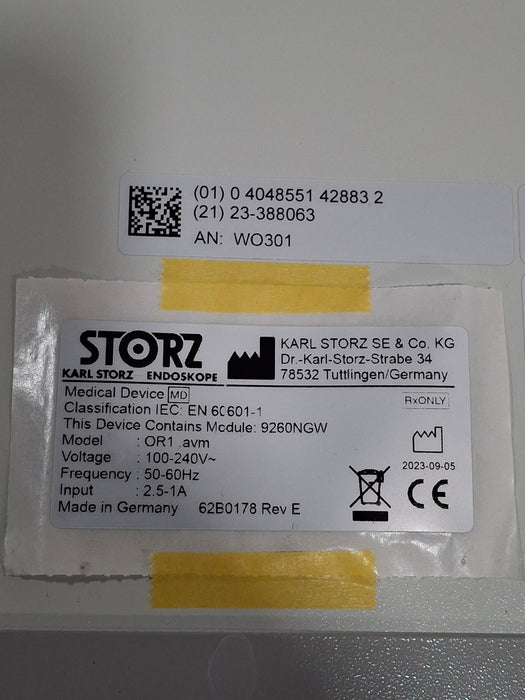 (01) 0 4048551 42883 2
(21) 23-388063
AN: WO301
STORZ
KARL STORZ ENDOSKOPE
KARL STORZ SE & Co. KG
Dr.-Karl-Storz-Strabe 34
78532 Tuttlingen/Germany
Medical Device MD
Classification IEC: EN 60601-1
This Device Contains Module: 9260NGW
Model : OR1 .avm
Voltage : 100-240V~
Frequency : 50-60Hz
Input : 2.5-1A
Made in Germany 62B0178 Rev E
RxONLY
2023-09-05
CE